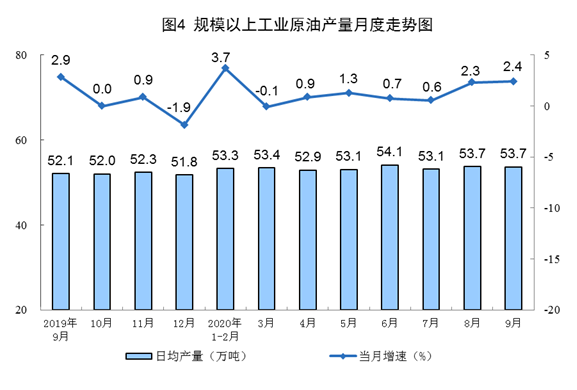 图4 规模以上工业原油产量月度走势图
80
60
40
20
5
0
-5
-10
-15
-20
2.9
0.0
0.9
-1.9
3.7
-0.1
0.9
1.3
0.7
0.6
2.3
2.4
52.1
52.0
52.3
51.8
53.3
53.4
52.9
53.1
54.1
53.1
53.7
53.7
2019年
9月
10月
11月
12月
2020年
1-2月
3月
4月
5月
6月
7月
8月
9月
日均产量（万吨）
当月增速（%）